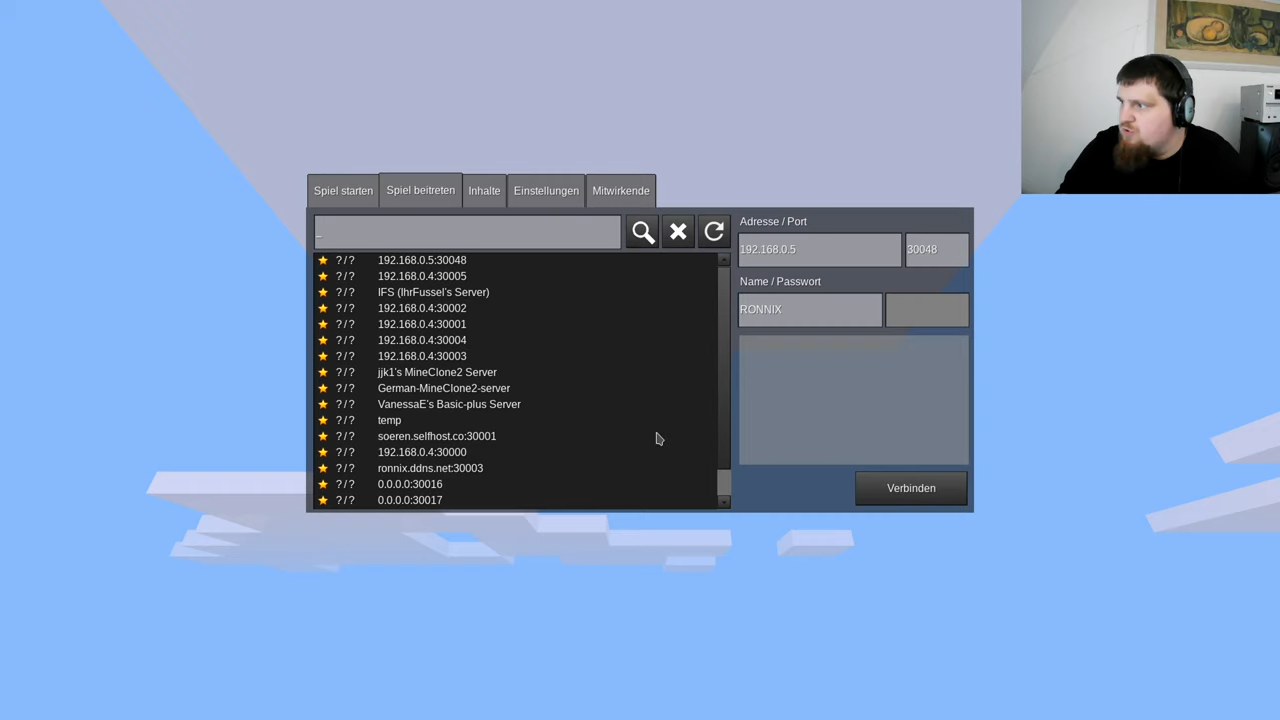 Spiel starten Spiel beitreten Inhalte Einstellungen Mitwirkende
_
Adresse / Port
192.168.0.5 30048
Name / Passwort
RONNIX
? / ? 192.168.0.5:30048
? / ? 192.168.0.4:30005
? / ? IFS (IhrFussel's Server)
? / ? 192.168.0.4:30002
? / ? 192.168.0.4:30001
? / ? 192.168.0.4:30004
? / ? 192.168.0.4:30003
? / ? jjk1's MineClone2 Server
? / ? German-MineClone2-server
? / ? VanessaE's Basic-plus Server
? / ? temp
? / ? soeren.selfhost.co:30001
? / ? 192.168.0.4:30000
? / ? ronnix.ddns.net:30003
? / ? 0.0.0.0:30016
? / ? 0.0.0.0:30017
Verbinden